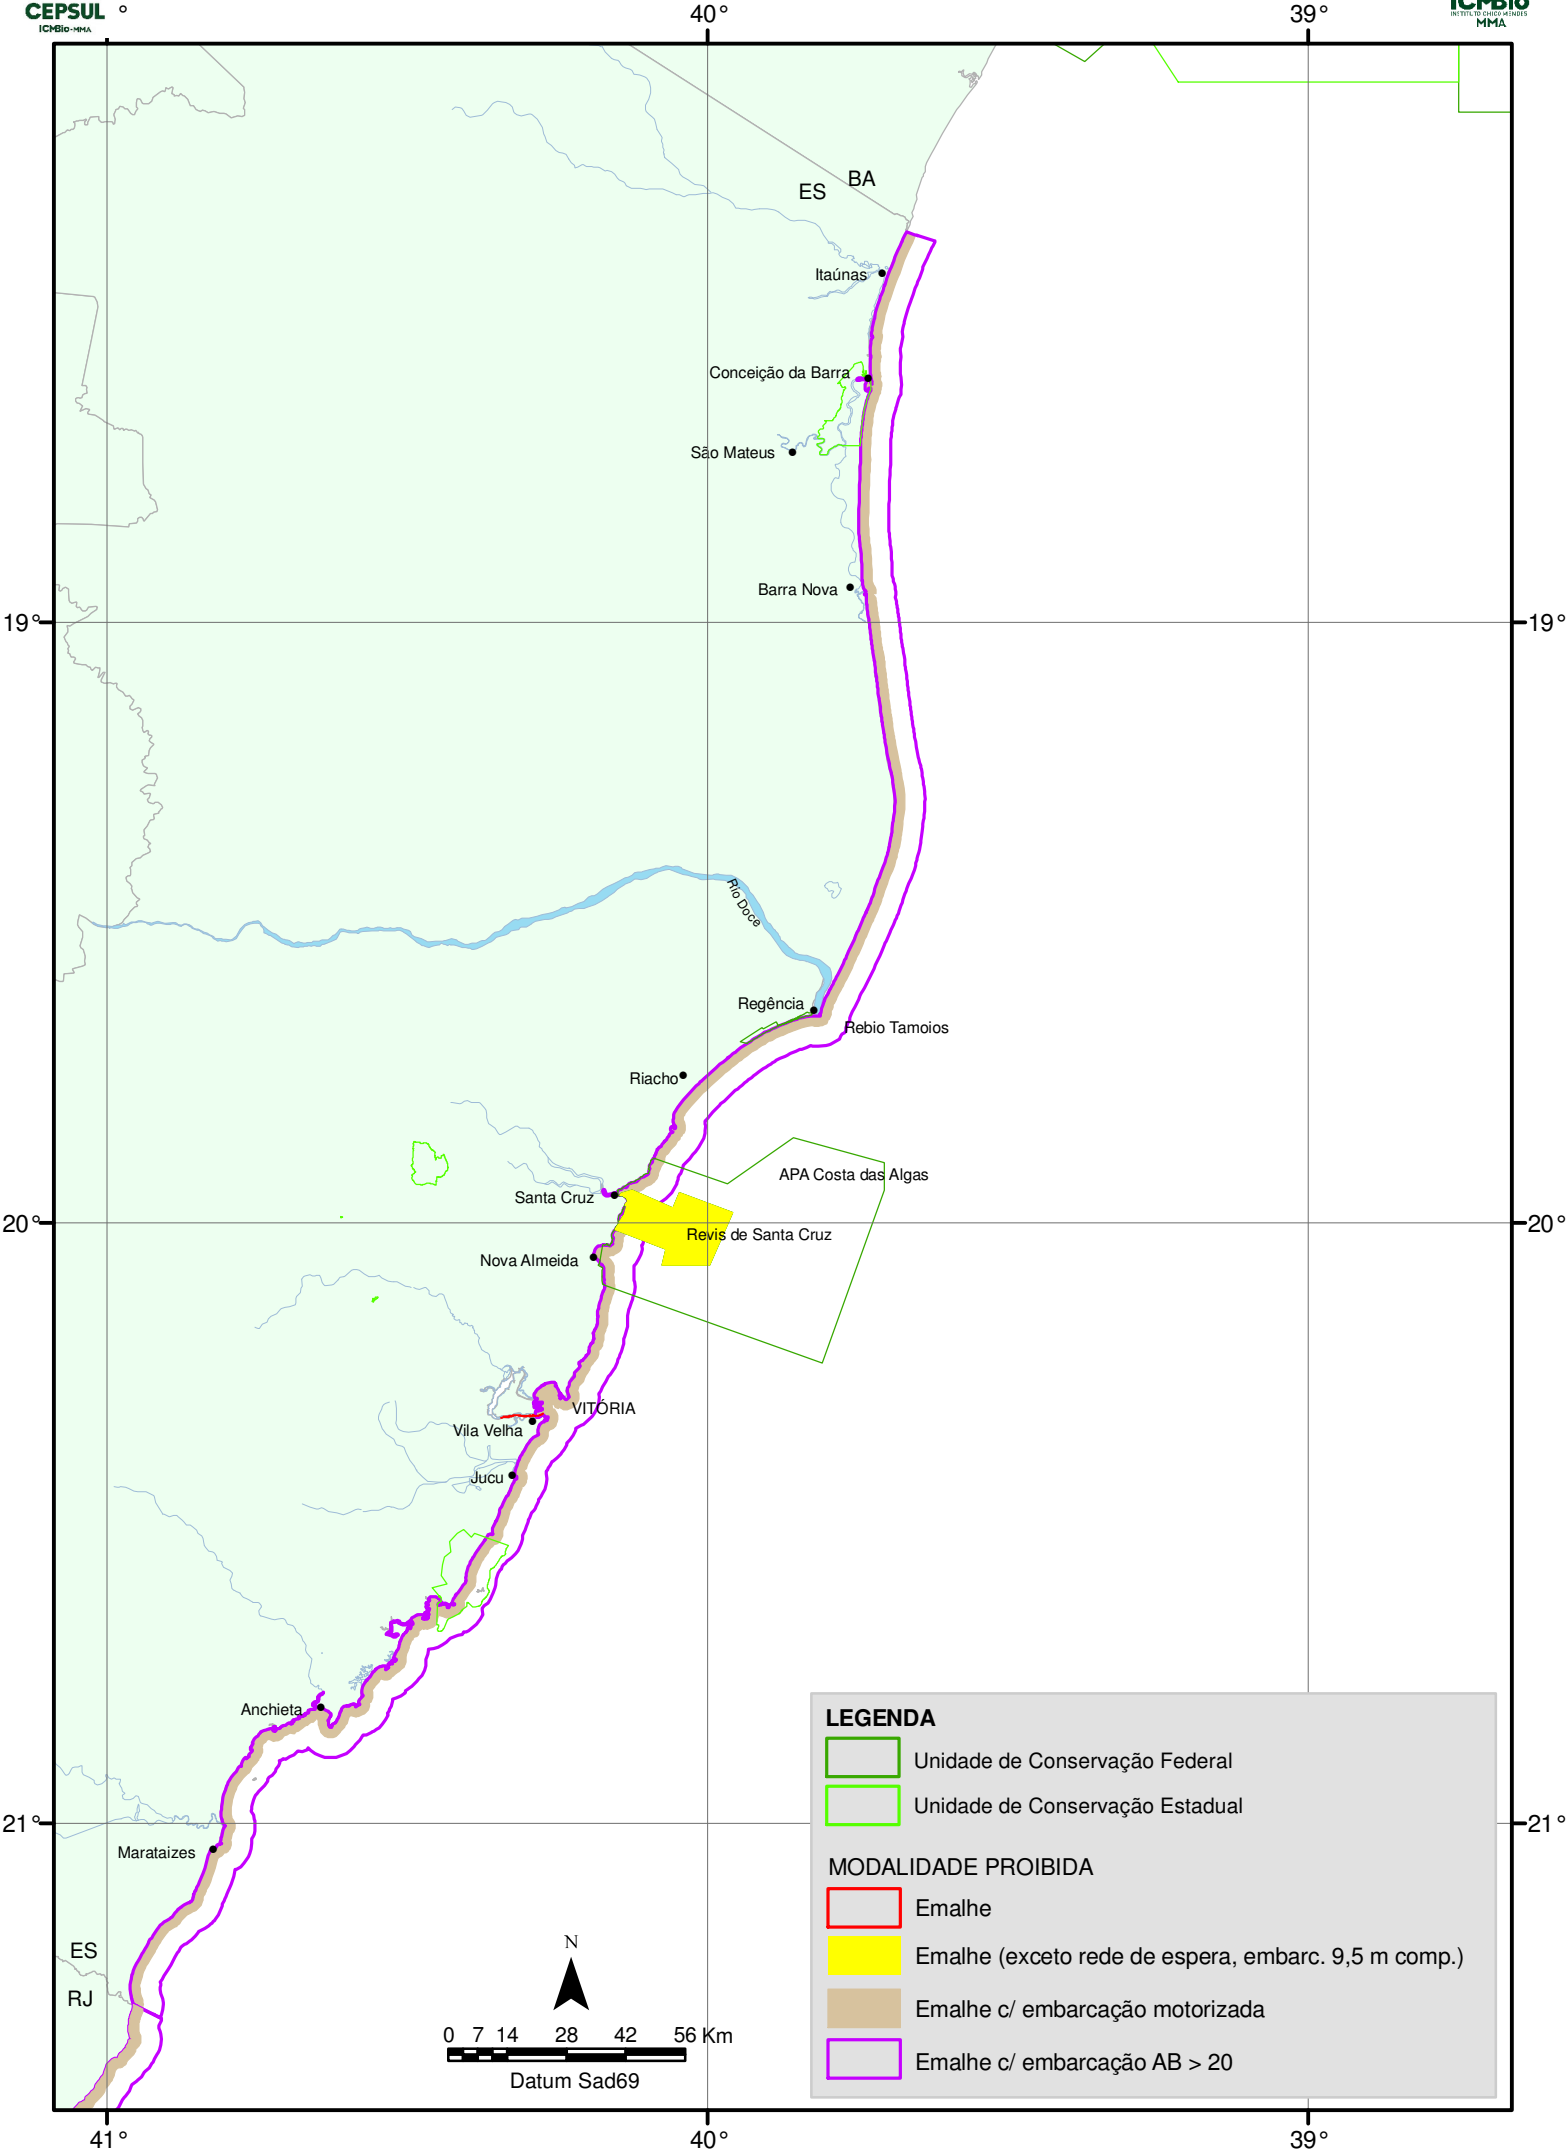 CEPSUL
ICMBio-MMA
°
40°
39°
ICMBio
INSTITUTO CHICO MENDES
MMA
BA
ES
Itaúnas
Conceição da Barra
São Mateus
Barra Nova
19°
19°
Rio Doce
Regência
Rebio Tamoios
Riacho
APA Costa das Algas
Santa Cruz
20°
20°
Revis de Santa Cruz
Nova Almeida
VITÓRIA
Vila Velha
Jucu
Anchieta
21°
21°
Marataizes
ES
RJ
N
0 7 14 28 42 56 Km
Datum Sad69
LEGENDA
Unidade de Conservação Federal
Unidade de Conservação Estadual
MODALIDADE PROIBIDA
Emalhe
Emalhe (exceto rede de espera, embarc. 9,5 m comp.)
Emalhe c/ embarcação motorizada
Emalhe c/ embarcação AB > 20
41°
40°
39°